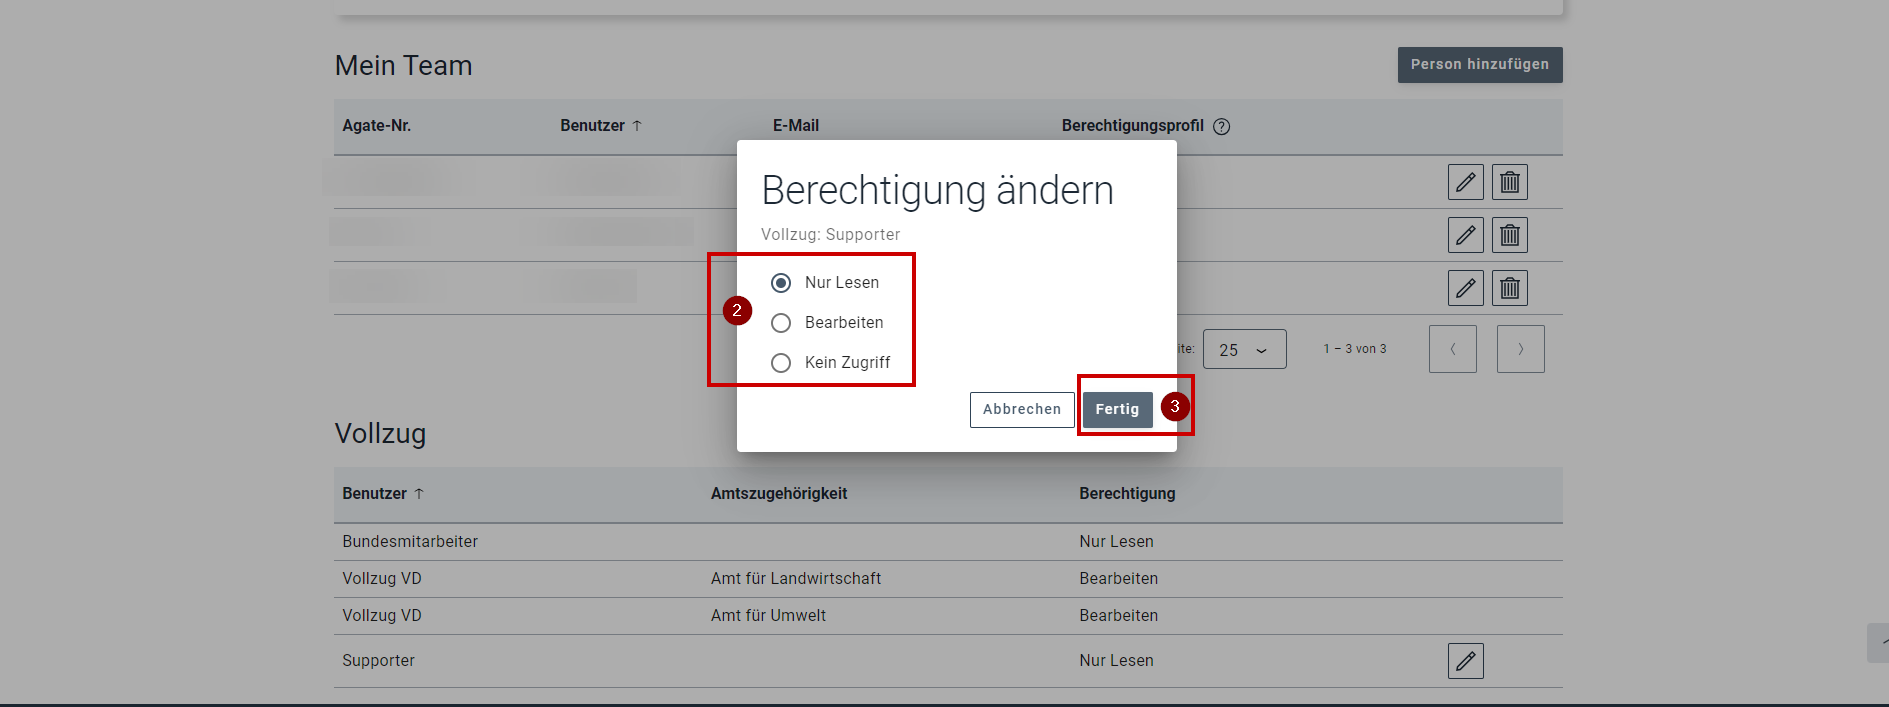 Mein Team
Person hinzufügen
Agate-Nr. Benutzer ↑ E-Mail Berechtigungsprofil ?
Berechtigung ändern
Vollzug: Supporter
2
Nur Lesen
Bearbeiten
Kein Zugriff
ite: 25 1 – 3 von 3
Abbrechen Fertig 3
Vollzug
Benutzer ↑ Amtszugehörigkeit Berechtigung
Bundesmitarbeiter Nur Lesen
Vollzug VD Amt für Landwirtschaft Bearbeiten
Vollzug VD Amt für Umwelt Bearbeiten
Supporter Nur Lesen